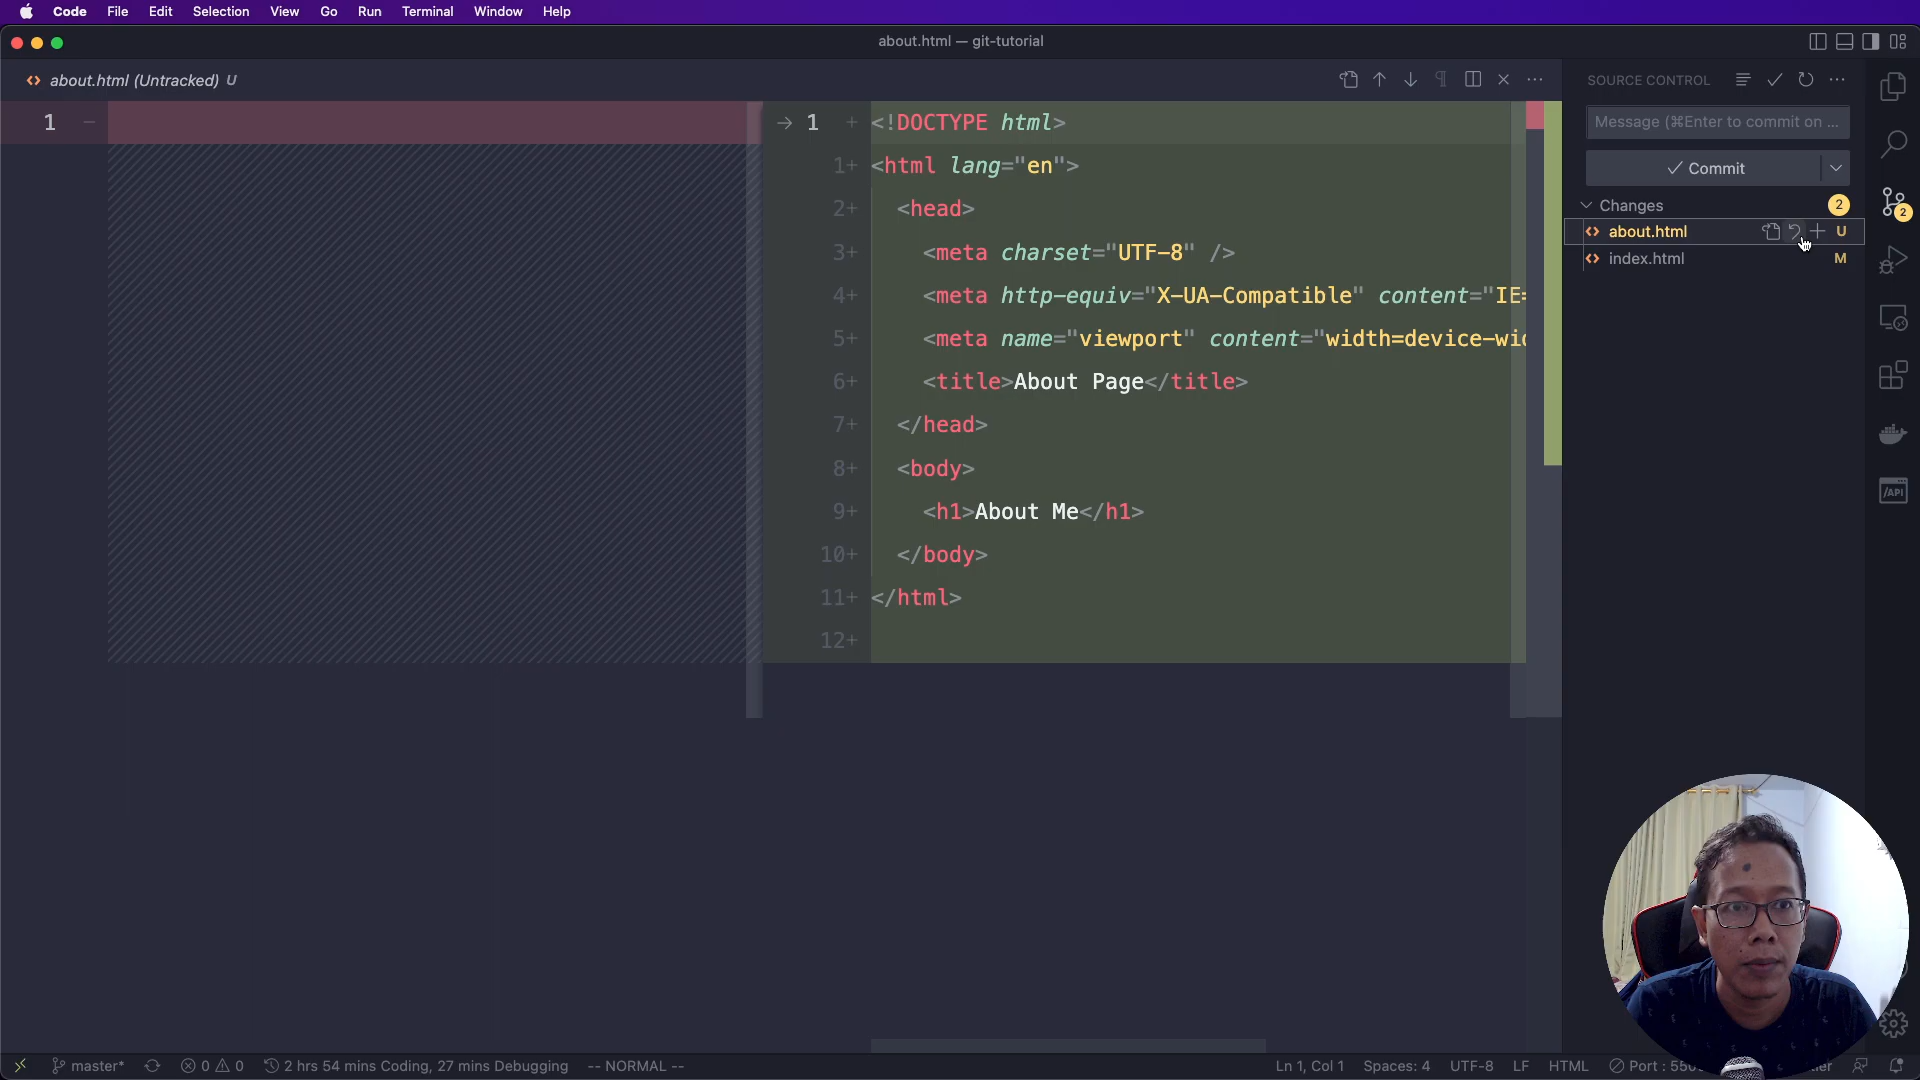 Code File Edit Selection View Go Run Terminal Window Help
about.html — git-tutorial
about.html (Untracked) U
SOURCE CONTROL
Message (⌘Enter to commit on ...
Commit
Changes 2
about.html U
index.html M
2
/API
1 −
1 + <!DOCTYPE html>
1+ <html lang="en">
2+ <head>
3+ <meta charset="UTF-8" />
4+ <meta http-equiv="X-UA-Compatible" content="IE=
5+ <meta name="viewport" content="width=device-wid
6+ <title>About Page</title>
7+ </head>
8+ <body>
9+ <h1>About Me</h1>
10+ </body>
11+ </html>
12+
master* 0 0 2 hrs 54 mins Coding, 27 mins Debugging -- NORMAL -- Ln 1, Col 1 Spaces: 4 UTF-8 LF HTML Port :